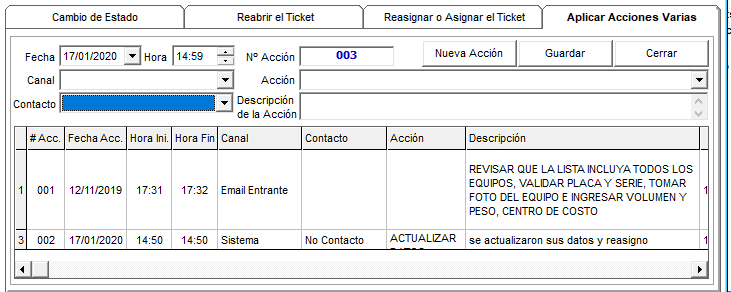 Cambio de Estado Reabrir el Ticket Reasignar o Asignar el Ticket Aplicar Acciones Varias
Fecha 17/01/2020 Hora 14:59 Nº Acción 003 Nueva Acción Guardar Cerrar
Canal Acción
Contacto Descripción
de la Acción
# Acc. Fecha Acc. Hora Ini. Hora Fin Canal Contacto Acción Descripción
1 001 12/11/2019 17:31 17:32 Email Entrante REVISAR QUE LA LISTA INCLUYA TODOS LOS
EQUIPOS, VALIDAR PLACA Y SERIE, TOMAR
FOTO DEL EQUIPO E INGRESAR VOLUMEN Y
PESO, CENTRO DE COSTO
3 002 17/01/2020 14:50 14:50 Sistema No Contacto ACTUALIZAR se actualizaron sus datos y reasigno